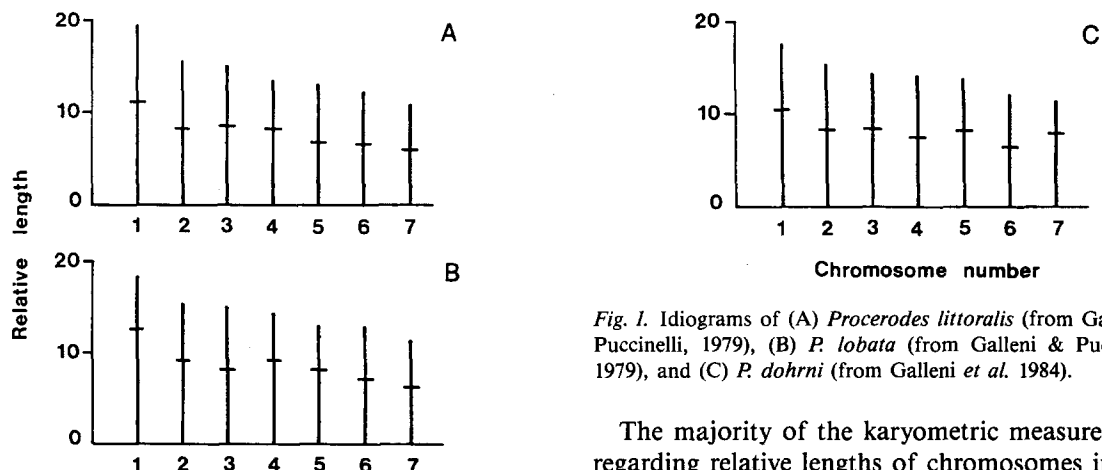 20
A
10
0
1 2 3 4 5 6 7
20
B
10
0
1 2 3 4 5 6 7
Relative length
20
C
10
0
1 2 3 4 5 6 7
Chromosome number
Fig. 1. Idiograms of (A) Procerodes littoralis (from Ga
Puccinelli, 1979), (B) P. lobata (from Galleni & Pu
1979), and (C) P. dohrni (from Galleni et al. 1984).
The majority of the karyometric measure
regarding relative lengths of chromosomes i